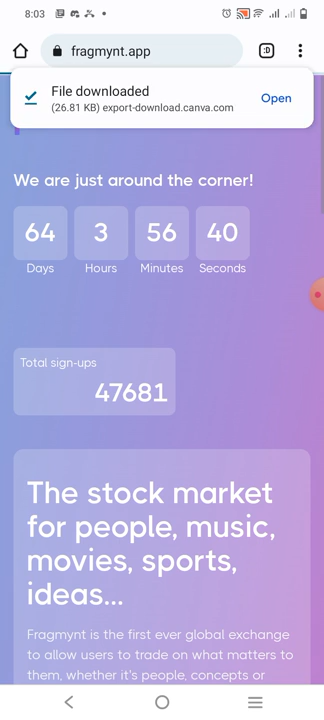 8:03
fragmynt.app
:D
File downloaded
(26.81 KB) export-download.canva.com
Open
We are just around the corner!
64 3 56 40
Days Hours Minutes Seconds
Total sign-ups
47681
The stock market
for people, music,
movies, sports,
ideas...
Fragmynt is the first ever global exchange
to allow users to trade on what matters to
them, whether it's people, concepts or